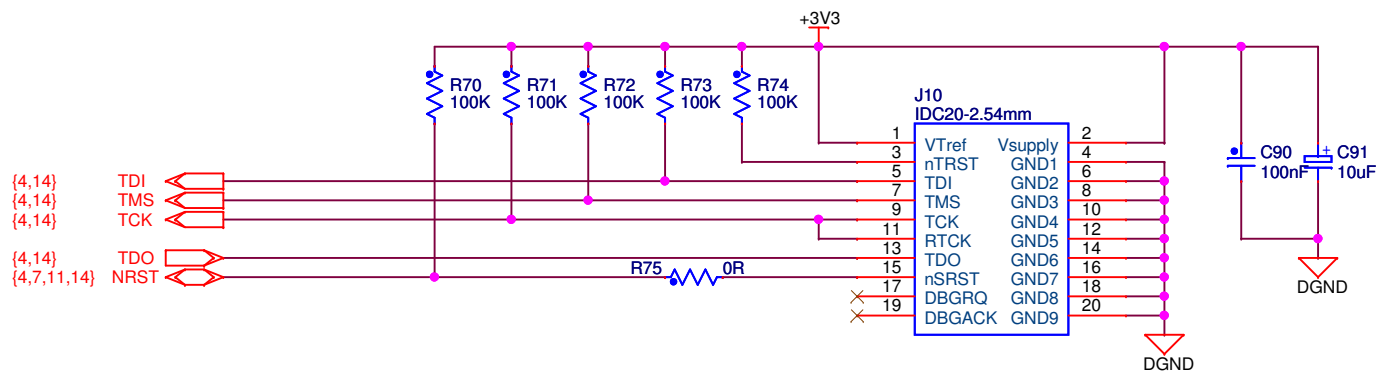 +3V3
R70
100K
R71
100K
R72
100K
R73
100K
R74
100K
J10
IDC20-2.54mm
1 VTref Vsupply 2
3 nTRST GND1 4
5 TDI GND2 6
7 TMS GND3 8
9 TCK GND4 10
11 RTCK GND5 12
13 TDO GND6 14
15 nSRST GND7 16
17 DBGRQ GND8 18
19 DBGACK GND9 20
C90
100nF
+
C91
10uF
{4,14} TDI
{4,14} TMS
{4,14} TCK
{4,14} TDO
{4,7,11,14} NRST
R75 0R
DGND
DGND